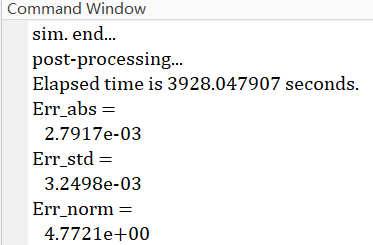 Command Window
sim. end...
post-processing...
Elapsed time is 3928.047907 seconds.
Err_abs =
2.7917e-03
Err_std =
3.2498e-03
Err_norm =
4.7721e+00